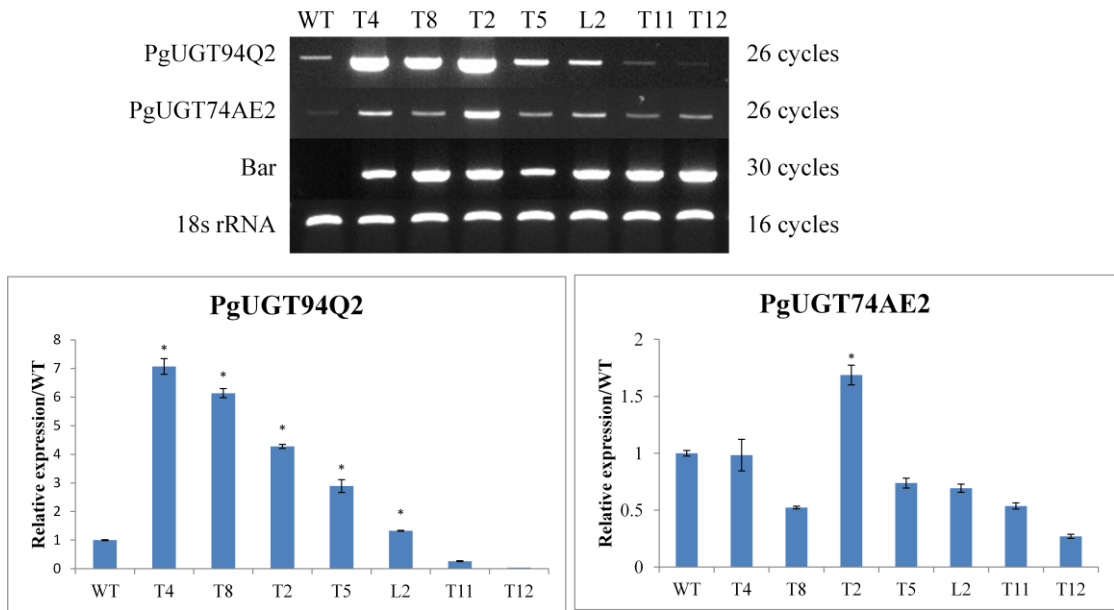 WT T4 T8 T2 T5 L2 T11 T12
PgUGT94Q2 26 cycles
PgUGT74AE2 26 cycles
Bar 30 cycles
18s rRNA 16 cycles
PgUGT94Q2
Relative expression/WT
8
7
6
5
4
3
2
1
0
*
*
*
*
*
WT T4 T8 T2 T5 L2 T11 T12
PgUGT74AE2
Relative expression/WT
2
1.5
1
0.5
0
*
WT T4 T8 T2 T5 L2 T11 T12